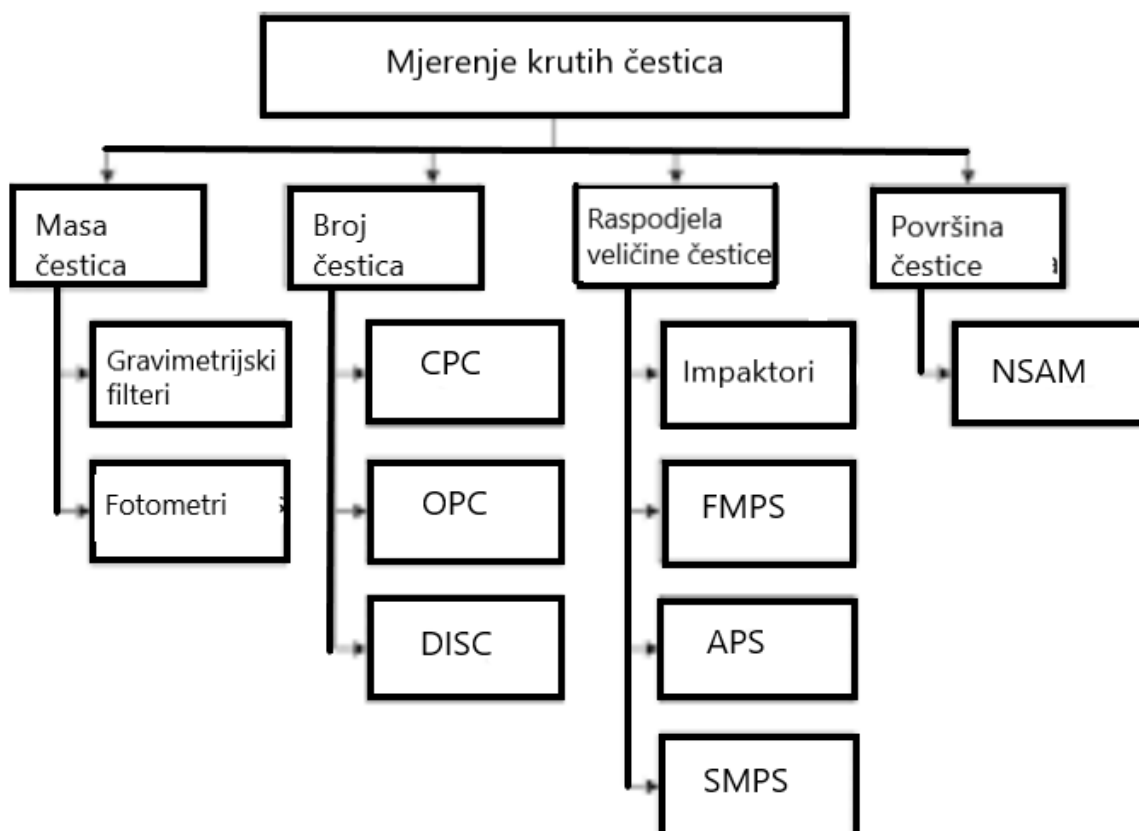 Mjerenje krutih čestica
Masa
čestica
Broj
čestica
Raspodjela
veličine čestice
Površina
čestice
Gravimetrijski
filteri
Fotometri
CPC
OPC
DISC
Impaktori
FMPS
APS
SMPS
NSAM